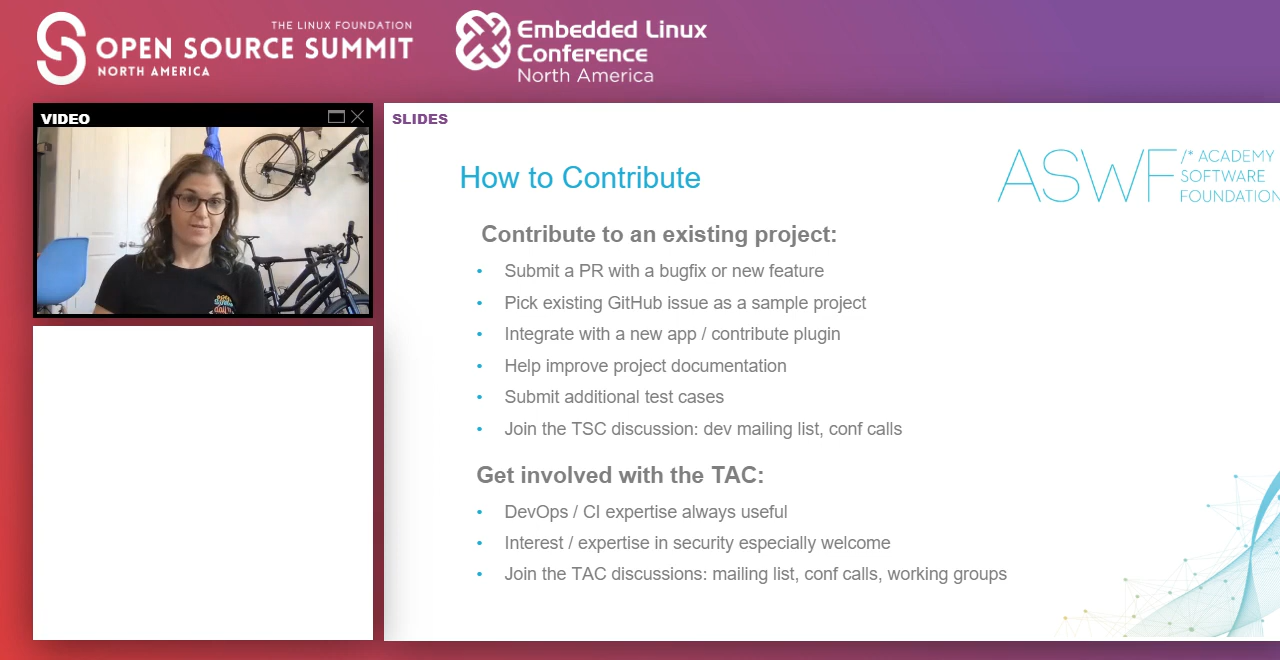 THE LINUX FOUNDATION
OPEN SOURCE SUMMIT
NORTH AMERICA
Embedded Linux
Conference
North America
VIDEO
SLIDES
How to Contribute
ASWF
/* ACADEMY
SOFTWARE
FOUNDATION
Contribute to an existing project:
• Submit a PR with a bugfix or new feature
• Pick existing GitHub issue as a sample project
• Integrate with a new app / contribute plugin
• Help improve project documentation
• Submit additional test cases
• Join the TSC discussion: dev mailing list, conf calls
Get involved with the TAC:
• DevOps / CI expertise always useful
• Interest / expertise in security especially welcome
• Join the TAC discussions: mailing list, conf calls, working groups